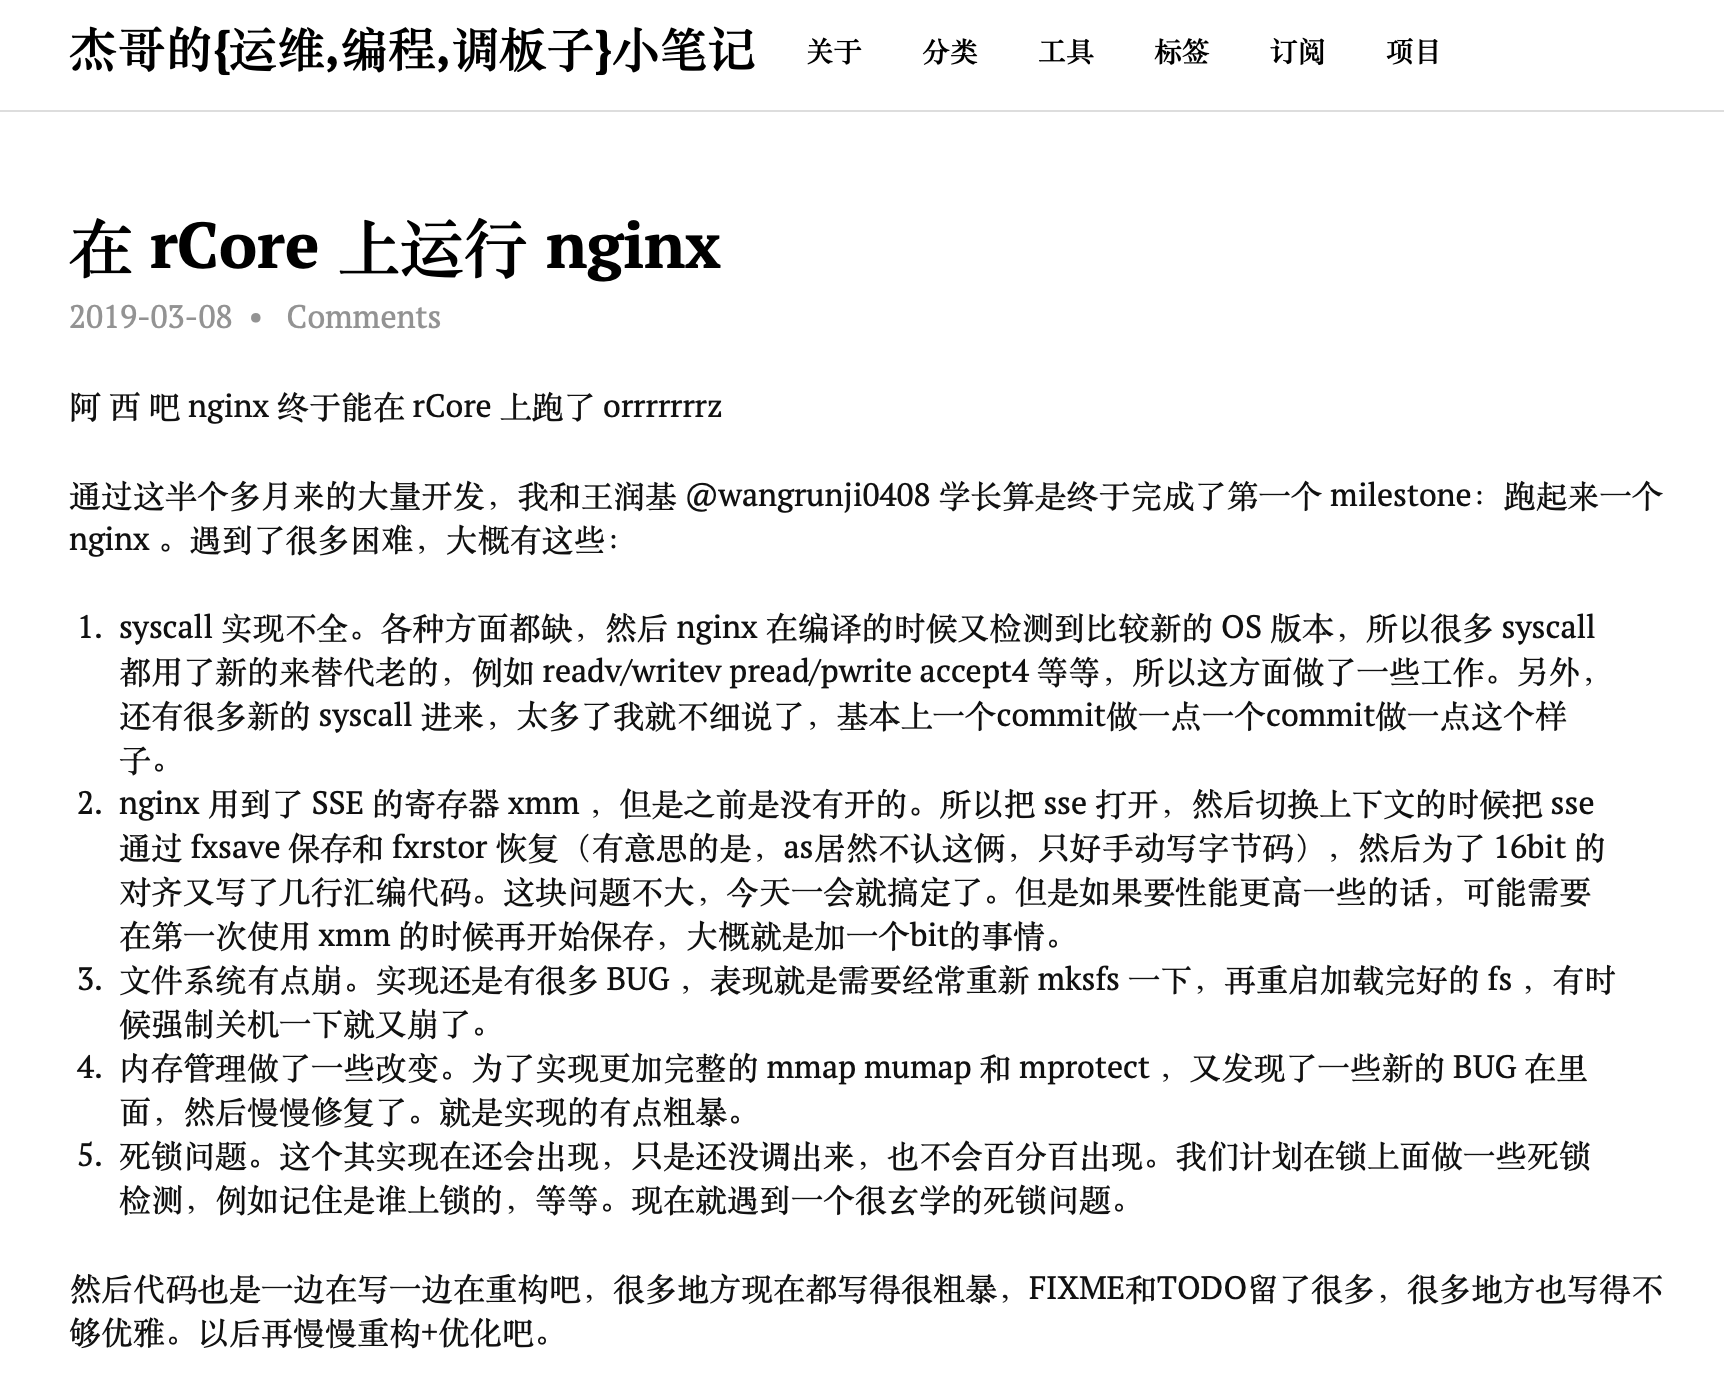 杰哥的{运维,编程,调板子}小笔记 关于 分类 工具 标签 订阅 项目
在 rCore 上运行 nginx
2019-03-08 • Comments
阿 西 吧 nginx 终于能在 rCore 上跑了 orrrrrrrz
通过这半个多月来的大量开发，我和王润基 @wangrunji0408 学长算是终于完成了第一个 milestone：跑起来一个
nginx 。遇到了很多困难，大概有这些：
1. syscall 实现不全。各种方面都缺，然后 nginx 在编译的时候又检测到比较新的 OS 版本，所以很多 syscall
都用了新的来替代老的，例如 readv/writev pread/pwrite accept4 等等，所以这方面做了一些工作。另外，
还有很多新的 syscall 进来，太多了我就不细说了，基本上一个commit做一点一个commit做一点这个样
子。
2. nginx 用到了 SSE 的寄存器 xmm ，但是之前是没有开的。所以把 sse 打开，然后切换上下文的时候把 sse
通过 fxsave 保存和 fxrstor 恢复（有意思的是，as居然不认这俩，只好手动写字节码），然后为了 16bit 的
对齐又写了几行汇编代码。这块问题不大，今天一会就搞定了。但是如果要性能更高一些的话，可能需要
在第一次使用 xmm 的时候再开始保存，大概就是加一个bit的事情。
3. 文件系统有点崩。实现还是有很多 BUG ，表现就是需要经常重新 mksfs 一下，再重启加载完好的 fs ，有时
候强制关机一下就又崩了。
4. 内存管理做了一些改变。为了实现更加完整的 mmap mumap 和 mprotect ，又发现了一些新的 BUG 在里
面，然后慢慢修复了。就是实现的有点粗暴。
5. 死锁问题。这个其实现在还会出现，只是还没调出来，也不会百分百出现。我们计划在锁上面做一些死锁
检测，例如记住是谁上锁的，等等。现在就遇到一个很玄学的死锁问题。
然后代码也是一边在写一边在重构吧，很多地方现在都写得很粗暴，FIXME和TODO留了很多，很多地方也写得不
够优雅。以后再慢慢重构+优化吧。